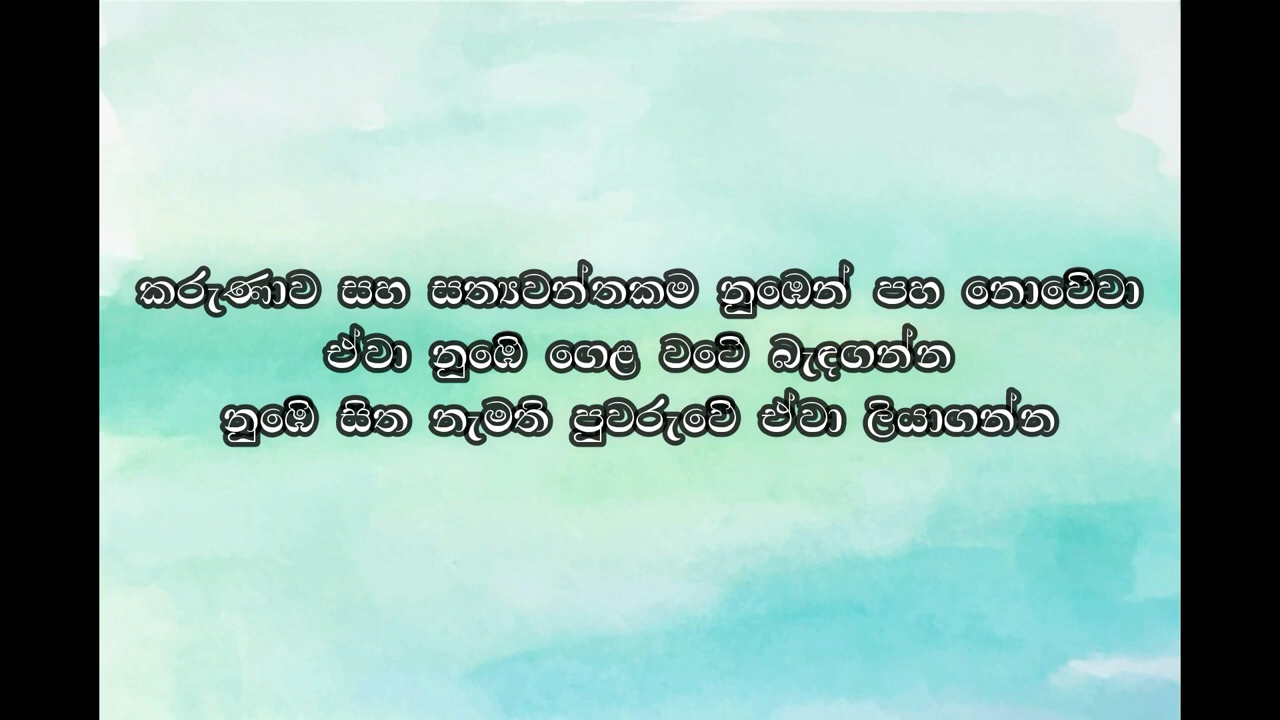 කරුණාව සහ සත්‍යවන්තකම නුඹෙන් පහ නොවේවා
ඒවා නුඹේ ගෙළ වටේ බැඳගන්න
නුඹේ සිත නැමති පුවරුවේ ඒවා ලියාගන්න